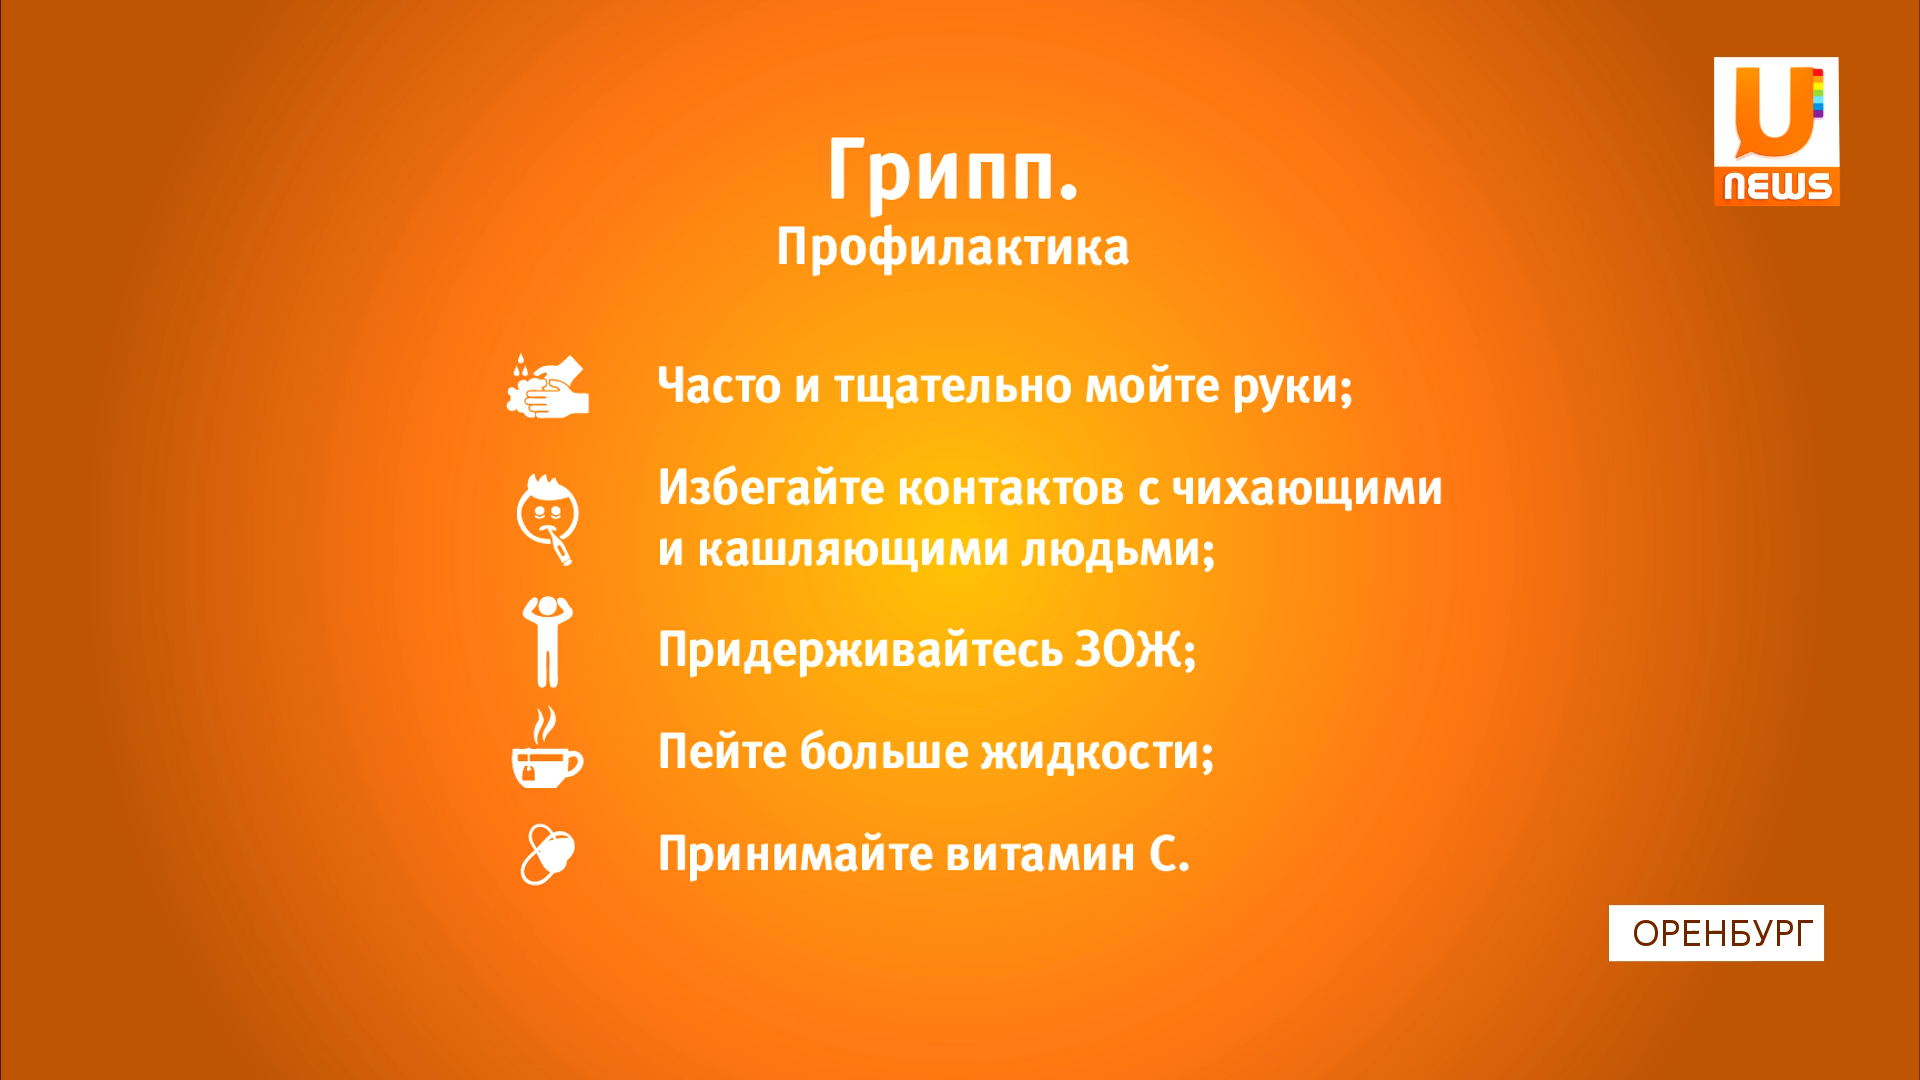 U
NEWS
Грипп.
Профилактика
Часто и тщательно мойте руки;
Избегайте контактов с чихающими
и кашляющими людьми;
Придерживайтесь ЗОЖ;
Пейте больше жидкости;
Принимайте витамин С.
ОРЕНБУРГ